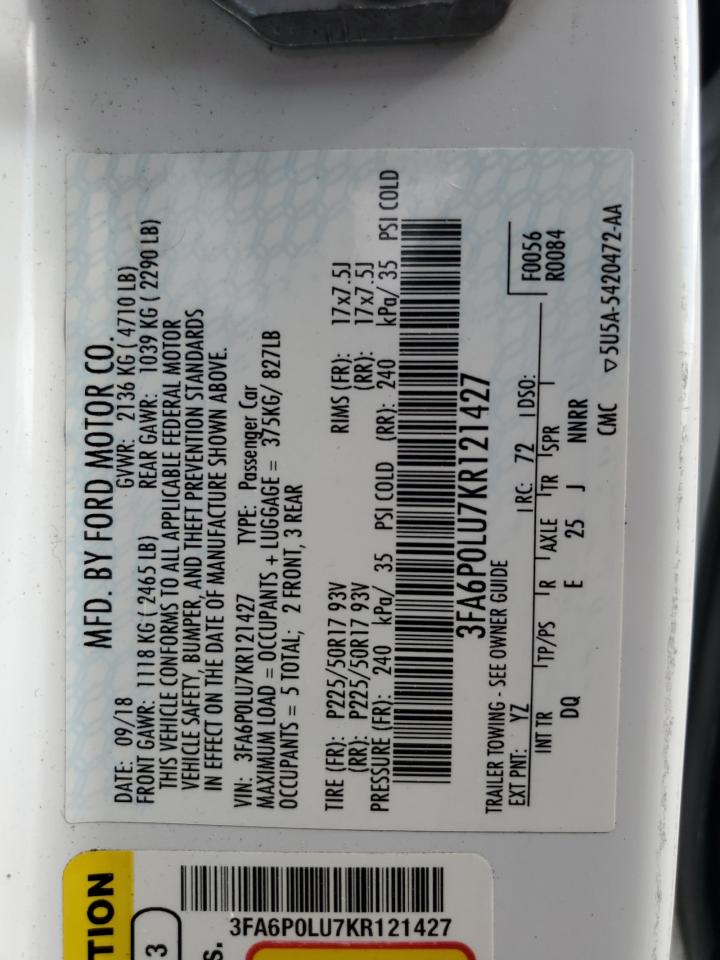 MFD. BY FORD MOTOR CO.
DATE: 09/18 GVWR: 2136 KG ( 4710 LB)
FRONT GAWR: 1118 KG ( 2465 LB) REAR GAWR: 1039 KG ( 2290 LB)
THIS VEHICLE CONFORMS TO ALL APPLICABLE FEDERAL MOTOR
VEHICLE SAFETY, BUMPER, AND THEFT PREVENTION STANDARDS
IN EFFECT ON THE DATE OF MANUFACTURE SHOWN ABOVE.
VIN: 3FA6P0LU7KR121427 TYPE: Passenger Car
MAXIMUM LOAD = OCCUPANTS + LUGGAGE = 375KG/ 827LB
OCCUPANTS = 5 TOTAL; 2 FRONT, 3 REAR
TIRE (FR): P225/50R17 93V RIMS (FR): 17x7.5J
(RR): P225/50R17 93V (RR): 17x7.5J
PRESSURE (FR): 240 kPa/ 35 PSI COLD (RR): 240 kPa/ 35 PSI COLD
3FA6P0LU7KR121427
TRAILER TOWING - SEE OWNER GUIDE
F0056
R0084
EXT PNT: YZ RC: 72 DSO:
INT TR TP/PS R AXLE TR SPR
DQ E 25 J NNRR
CMC ▽5U5A-5420472-AA
TION
3
S.
3FA6P0LU7KR121427